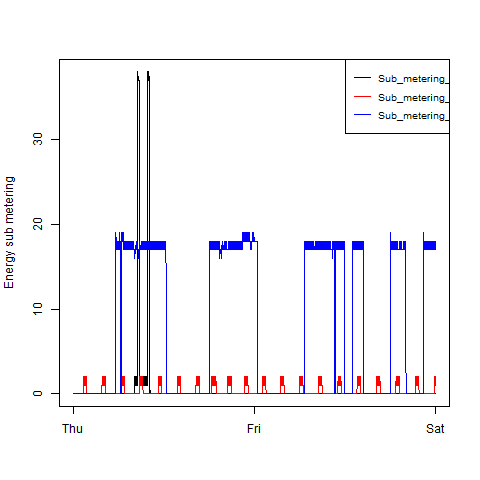 Sub_metering_
Sub_metering_
Sub_metering_
Energy sub metering
30
20
10
0
Thu Fri Sat